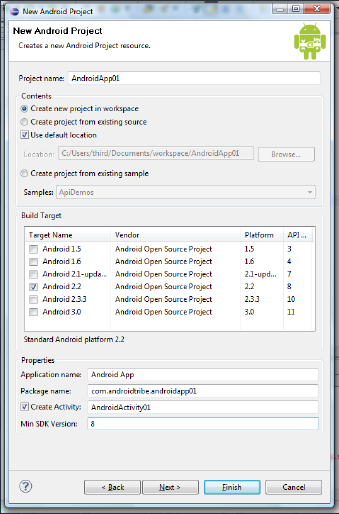 New Android Project
New Android Project
Creates a new Android Project resource.
Project name: AndroidApp01
Contents
Create new project in workspace
Create project from existing source
Use default location
Location: C:/Users/third/Documents/workspace/AndroidApp01 Browse...
Create project from existing sample
Samples: ApiDemos
Build Target
Target Name Vendor Platform API ...
Android 1.5 Android Open Source Project 1.5 3
Android 1.6 Android Open Source Project 1.6 4
Android 2.1-upda... Android Open Source Project 2.1-upd... 7
Android 2.2 Android Open Source Project 2.2 8
Android 2.3.3 Android Open Source Project 2.3.3 10
Android 3.0 Android Open Source Project 3.0 11
Standard Android platform 2.2
Properties
Application name: Android App
Package name: com.androidtribe.androidapp01
Create Activity: AndroidActivity01
Min SDK Version: 8
? < Back Next > Finish Cancel